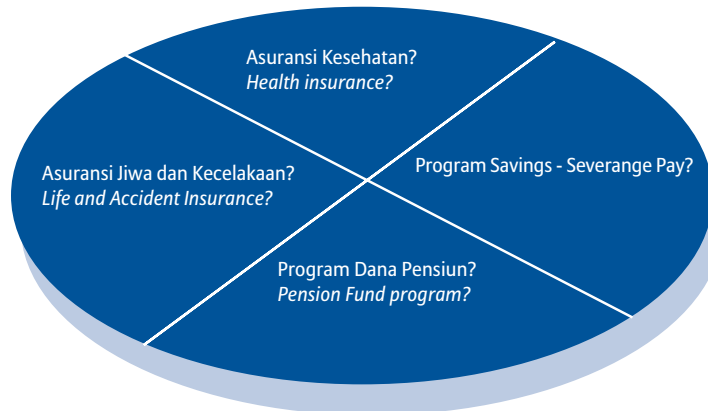 Asuransi Kesehatan?
Health insurance?
Asuransi Jiwa dan Kecelakaan?
Life and Accident Insurance?
Program Savings - Severange Pay?
Program Dana Pensiun?
Pension Fund program?